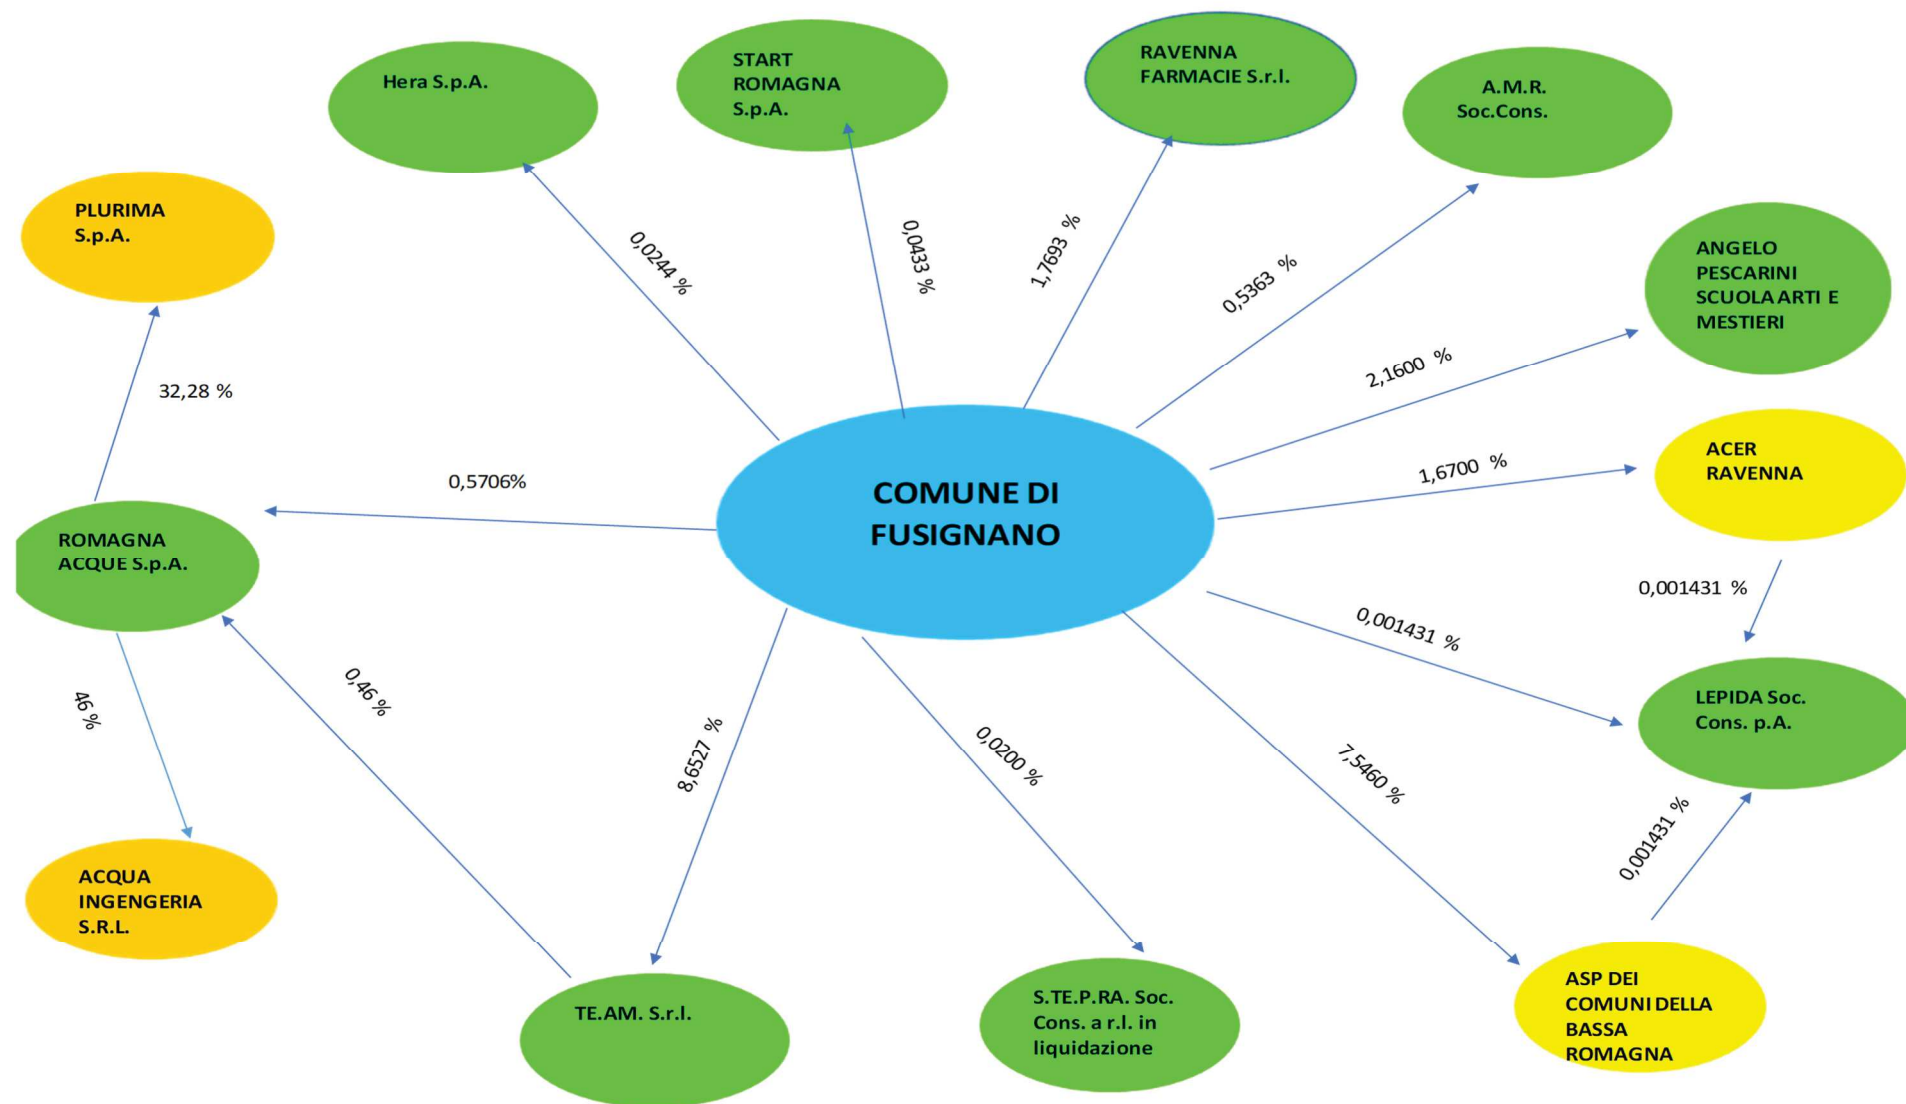 Hera S.p.A.
START
ROMAGNA
S.p.A.
RAVENNA
FARMACIE S.r.l.
A.M.R.
Soc.Cons.
PLURIMA
S.p.A.
ANGELO
PESCARINI
SCUOLA ARTI E
MESTIERI
0,0244 %
0,0433 %
1,7693 %
0,5363 %
2,1600 %
32,28 %
0,5706%
COMUNE DI
FUSIGNANO
1,6700 %
ACER
RAVENNA
ROMAGNA
ACQUE S.p.A.
0,001431 %
0,001431 %
LEPIDA Soc.
Cons. p.A.
46 %
0,46 %
8,6527 %
0,0200 %
7,5460 %
0,001431 %
ACQUA
INGENGERIA
S.R.L.
TE.AM. S.r.l.
S.TE.P.RA. Soc.
Cons. a r.l. in
liquidazione
ASP DEI
COMUNI DELLA
BASSA
ROMAGNA